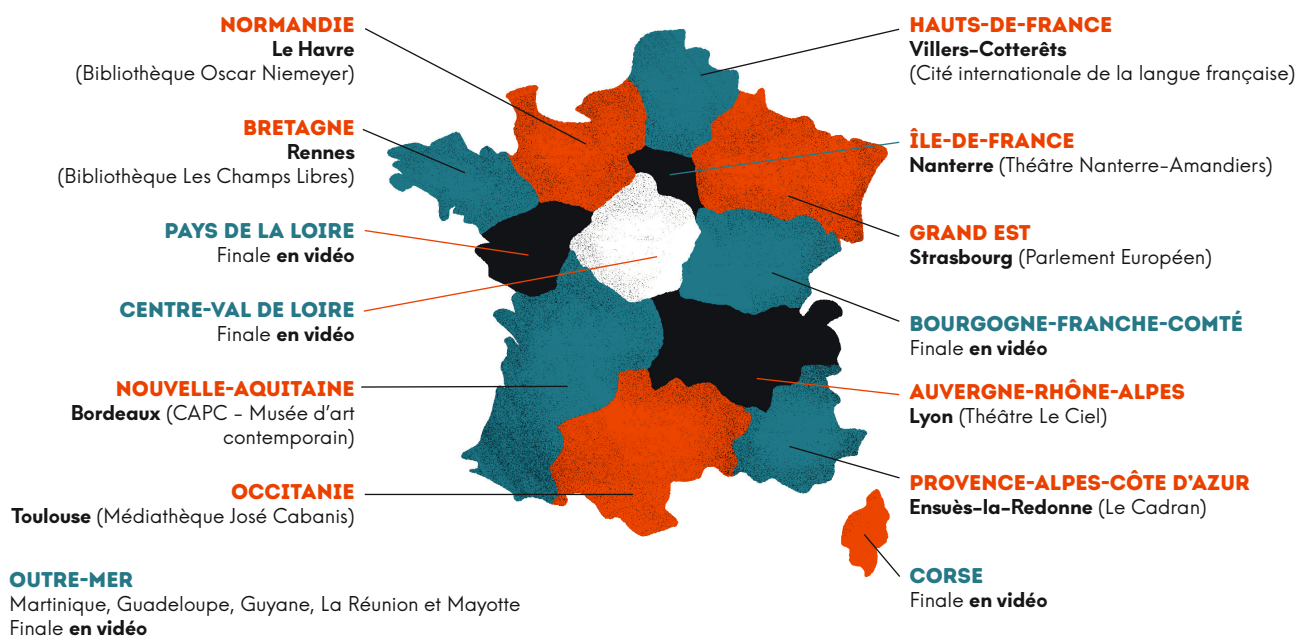 NORMANDIE
Le Havre
(Bibliothèque Oscar Niemeyer)
BRETAGNE
Rennes
(Bibliothèque Les Champs Libres)
PAYS DE LA LOIRE
Finale en vidéo
CENTRE-VAL DE LOIRE
Finale en vidéo
NOUVELLE-AQUITAINE
Bordeaux (CAPC - Musée d'art
contemporain)
OCCITANIE
Toulouse (Médiathèque José Cabanis)
OUTRE-MER
Martinique, Guadeloupe, Guyane, La Réunion et Mayotte
Finale en vidéo
HAUTS-DE-FRANCE
Villers-Cotterêts
(Cité internationale de la langue française)
ÎLE-DE-FRANCE
Nanterre (Théâtre Nanterre-Amandiers)
GRAND EST
Strasbourg (Parlement Européen)
BOURGOGNE-FRANCHE-COMTÉ
Finale en vidéo
AUVERGNE-RHÔNE-ALPES
Lyon (Théâtre Le Ciel)
PROVENCE-ALPES-CÔTE D'AZUR
Ensuès-la-Redonne (Le Cadran)
CORSE
Finale en vidéo